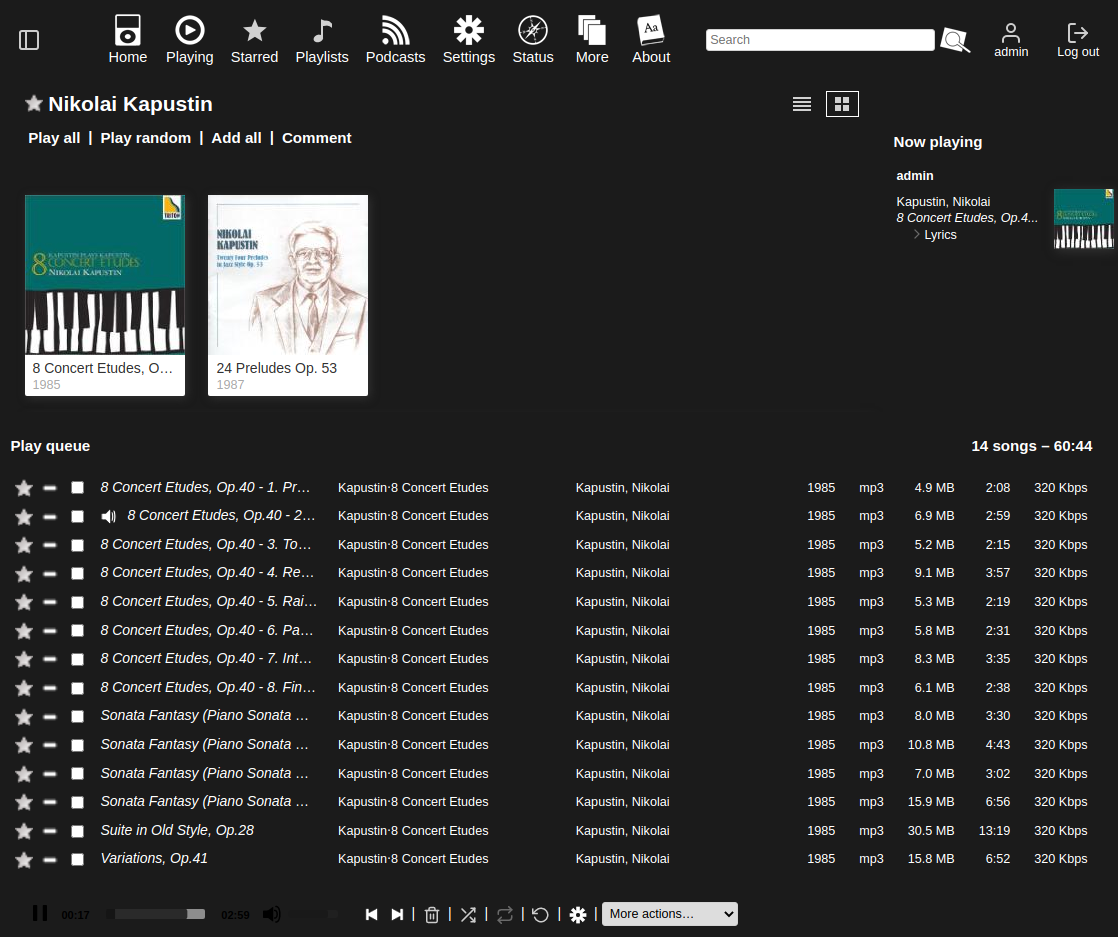 Home Playing Starred Playlists Podcasts Settings Status More About
Search
admin Log out
Nikolai Kapustin
Play all | Play random | Add all | Comment
Now playing
admin
Kapustin, Nikolai
8 Concert Etudes, Op.4...
Lyrics
TRITON
KAPUSTIN PLAYS KAPUSTIN
8 CONCERT ETUDES
NIKOLAI KAPUSTIN
8 Concert Etudes, O…
1985
NIKOLAI
KAPUSTIN
Twenty Four Preludes
in Jazz Style Op. 53
24 Preludes Op. 53
1987
Play queue 14 songs – 60:44
8 Concert Etudes, Op.40 - 1. Pr… Kapustin·8 Concert Etudes Kapustin, Nikolai 1985 mp3 4.9 MB 2:08 320 Kbps
8 Concert Etudes, Op.40 - 2… Kapustin·8 Concert Etudes Kapustin, Nikolai 1985 mp3 6.9 MB 2:59 320 Kbps
8 Concert Etudes, Op.40 - 3. To… Kapustin·8 Concert Etudes Kapustin, Nikolai 1985 mp3 5.2 MB 2:15 320 Kbps
8 Concert Etudes, Op.40 - 4. Re… Kapustin·8 Concert Etudes Kapustin, Nikolai 1985 mp3 9.1 MB 3:57 320 Kbps
8 Concert Etudes, Op.40 - 5. Rai… Kapustin·8 Concert Etudes Kapustin, Nikolai 1985 mp3 5.3 MB 2:19 320 Kbps
8 Concert Etudes, Op.40 - 6. Pa… Kapustin·8 Concert Etudes Kapustin, Nikolai 1985 mp3 5.8 MB 2:31 320 Kbps
8 Concert Etudes, Op.40 - 7. Int… Kapustin·8 Concert Etudes Kapustin, Nikolai 1985 mp3 8.3 MB 3:35 320 Kbps
8 Concert Etudes, Op.40 - 8. Fin… Kapustin·8 Concert Etudes Kapustin, Nikolai 1985 mp3 6.1 MB 2:38 320 Kbps
Sonata Fantasy (Piano Sonata … Kapustin·8 Concert Etudes Kapustin, Nikolai 1985 mp3 8.0 MB 3:30 320 Kbps
Sonata Fantasy (Piano Sonata … Kapustin·8 Concert Etudes Kapustin, Nikolai 1985 mp3 10.8 MB 4:43 320 Kbps
Sonata Fantasy (Piano Sonata … Kapustin·8 Concert Etudes Kapustin, Nikolai 1985 mp3 7.0 MB 3:02 320 Kbps
Sonata Fantasy (Piano Sonata … Kapustin·8 Concert Etudes Kapustin, Nikolai 1985 mp3 15.9 MB 6:56 320 Kbps
Suite in Old Style, Op.28 Kapustin·8 Concert Etudes Kapustin, Nikolai 1985 mp3 30.5 MB 13:19 320 Kbps
Variations, Op.41 Kapustin·8 Concert Etudes Kapustin, Nikolai 1985 mp3 15.8 MB 6:52 320 Kbps
00:17 02:59 | | | | | | More actions…